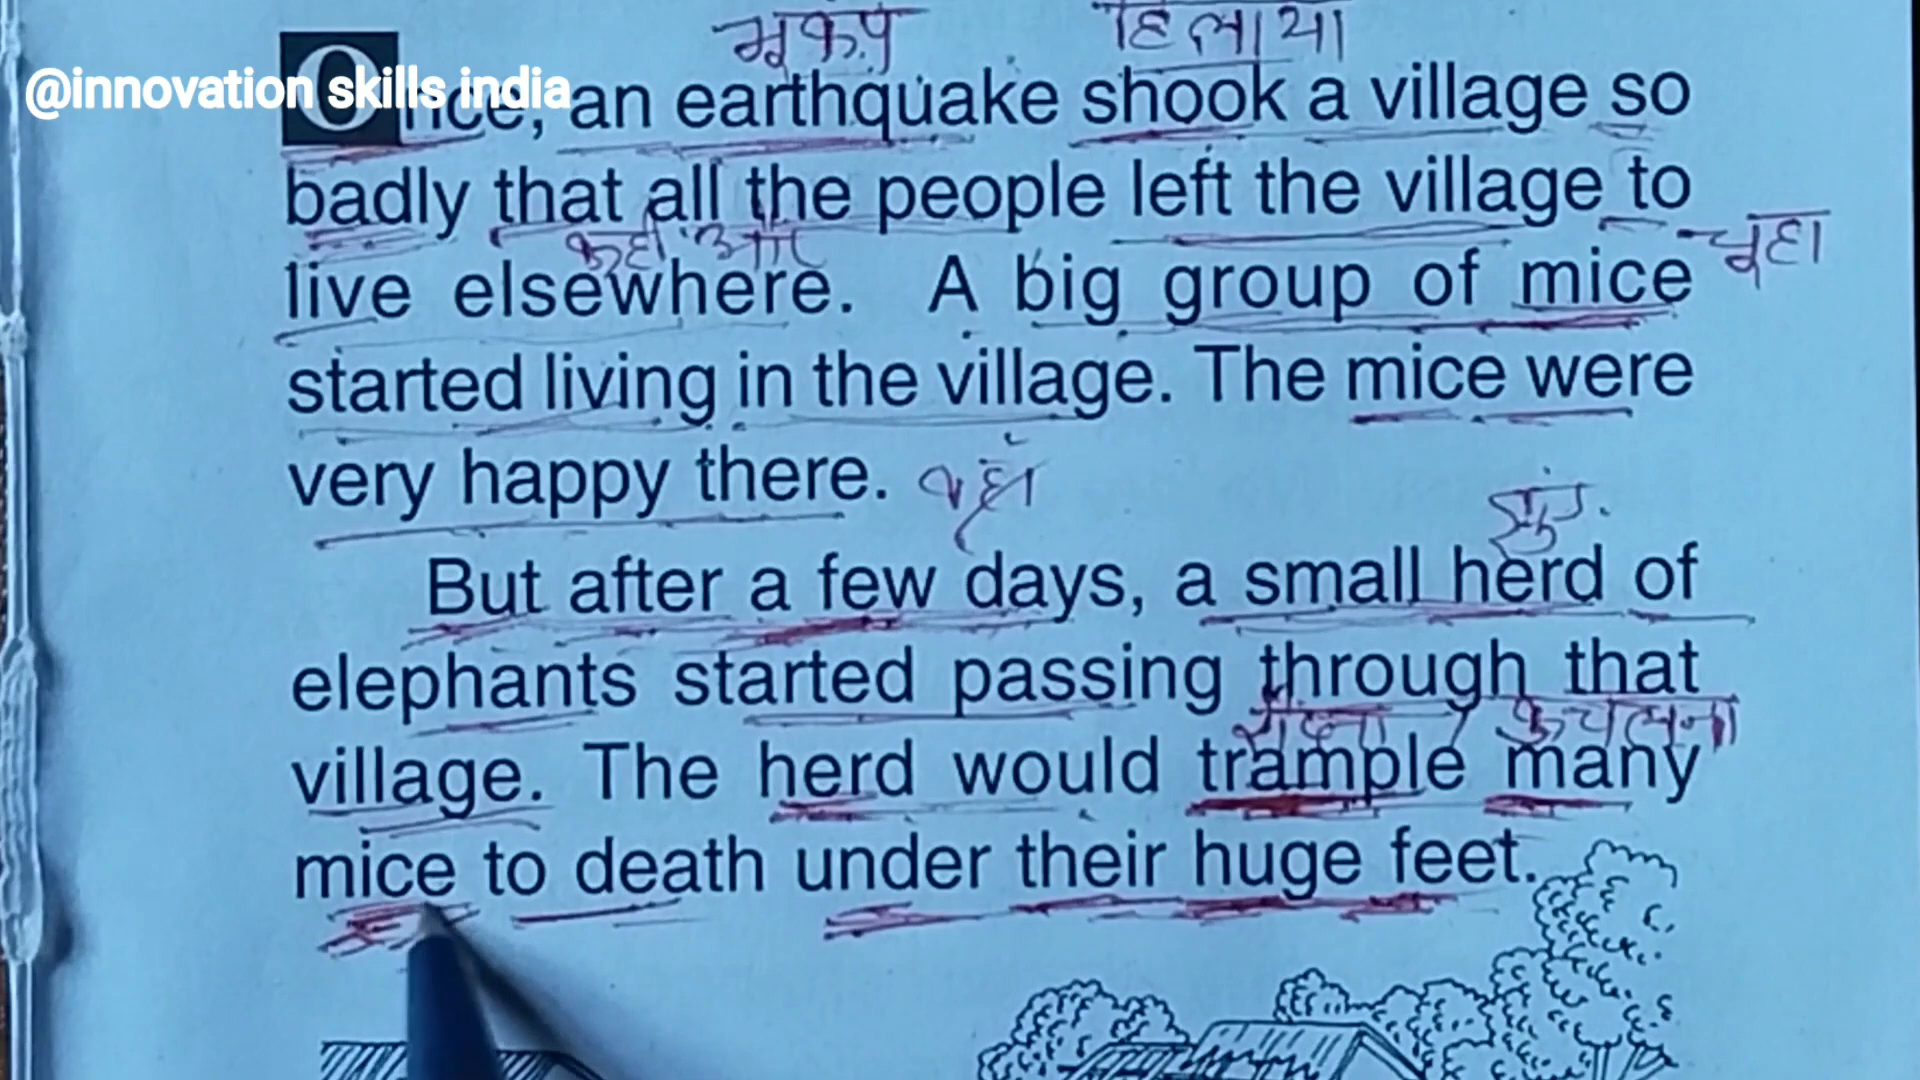 भूकंप हिलाया
@innovation skills india
Once, an earthquake shook a village so
badly that all the people left the village to
कहीं और
चूहा
live elsewhere. A big group of mice
started living in the village. The mice were
very happy there. वहाँ
झुंड
But after a few days, a small herd of
elephants started passing through that
रौंदना कुचलना
village. The herd would trample many
mice to death under their huge feet.